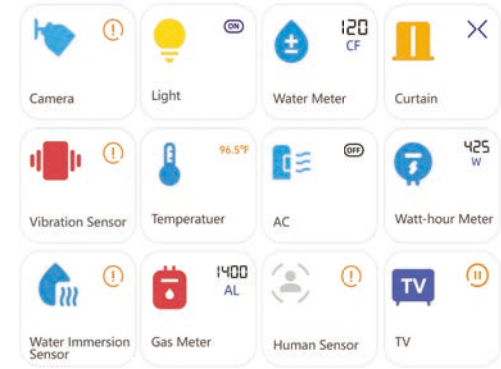 120
CF
ON
Camera
Light
Water Meter
Curtain
96.5°F
OFF
425
W
Vibration Sensor
Temperatuer
AC
Watt-hour Meter
1400
AL
TV
Water Immersion
Sensor
Gas Meter
Human Sensor
TV